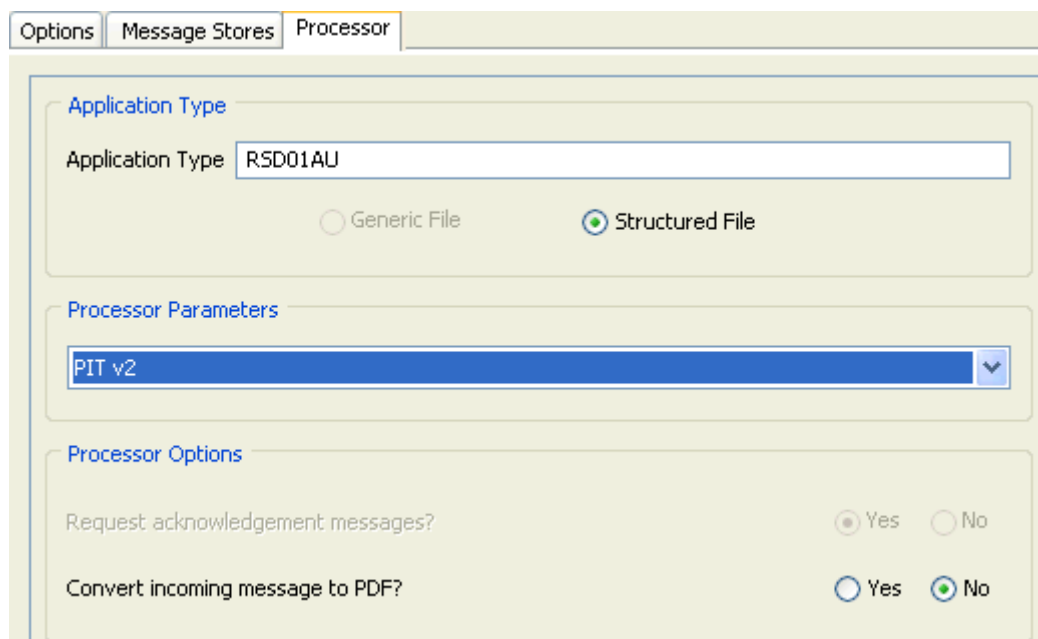 Options Message Stores Processor
Application Type
Application Type RSD01AU
Generic File Structured File
Processor Parameters
PIT v2
Processor Options
Request acknowledgement messages? Yes No
Convert incoming message to PDF? Yes No